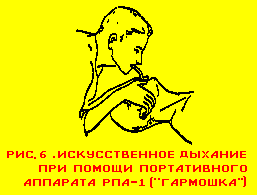 РИС. 6 .ИСКУССТВЕННОЕ ДЫХАНИЕ
ПРИ ПОМОЩИ ПОРТАТИВНОГО
АППАРАТА РПА-1 ("ГАРМОШКА")